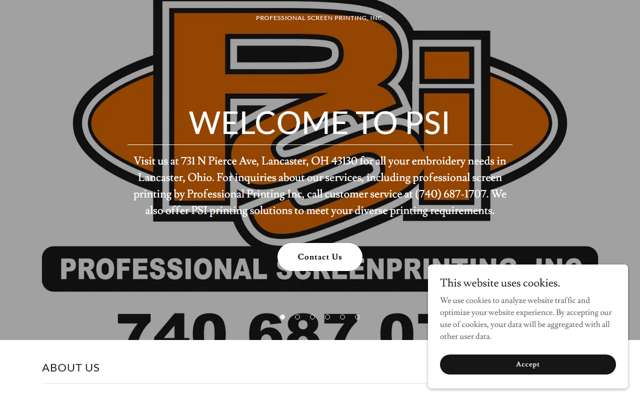 PROFESSIONAL SCREEN PRINTING, INC.
WELCOME TO PSI
Visit us at 731 N Pierce Ave, Lancaster, OH 43130 for all your embroidery needs in
Lancaster, Ohio. For inquiries about our services, including professional screen
printing by Professional Printing Inc, call customer service at (740) 687-1707. We
also offer PSI printing solutions to meet your diverse printing requirements.
Contact Us
PROFESSIONAL SCREENPRINTING, INC
740 687 07
This website uses cookies.
We use cookies to analyze website traffic and
optimize your website experience. By accepting our
use of cookies, your data will be aggregated with all
other user data.
Accept
ABOUT US